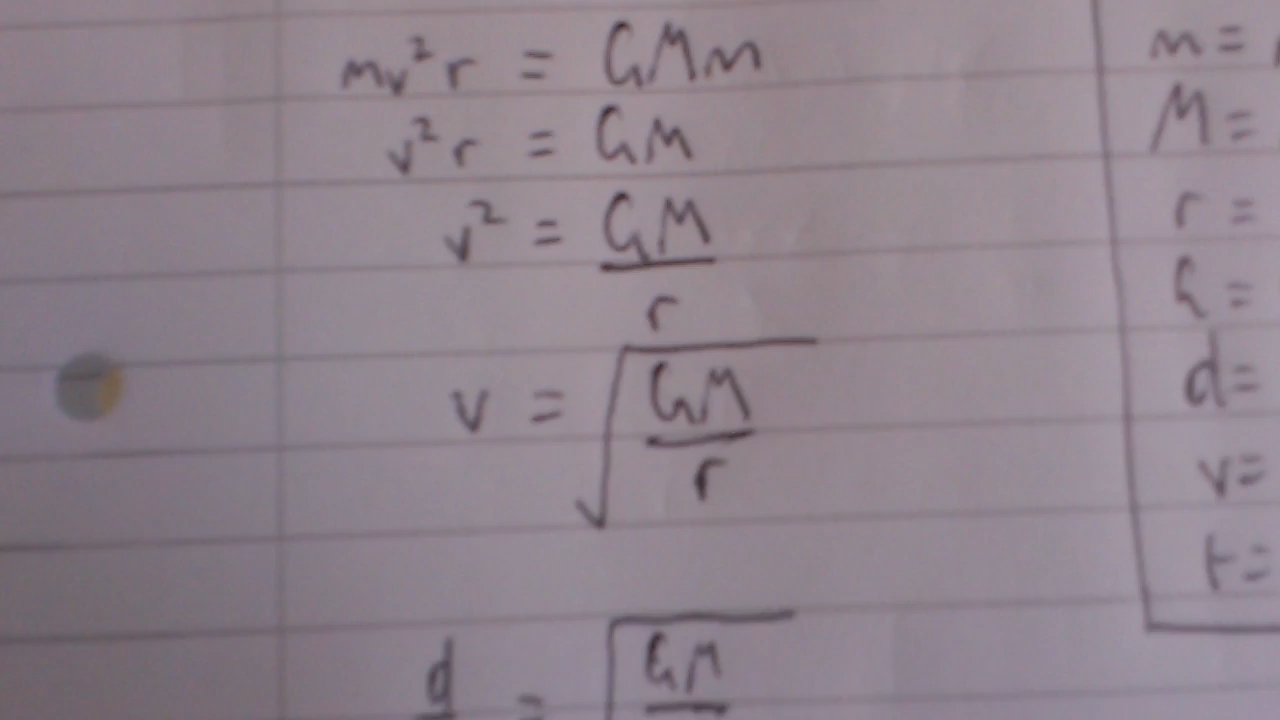 mv²r = GMm
v²r = GM
v² = GM
r
v = √GM
r
d = √GM
m =
M =
r =
G =
d =
v =
t =